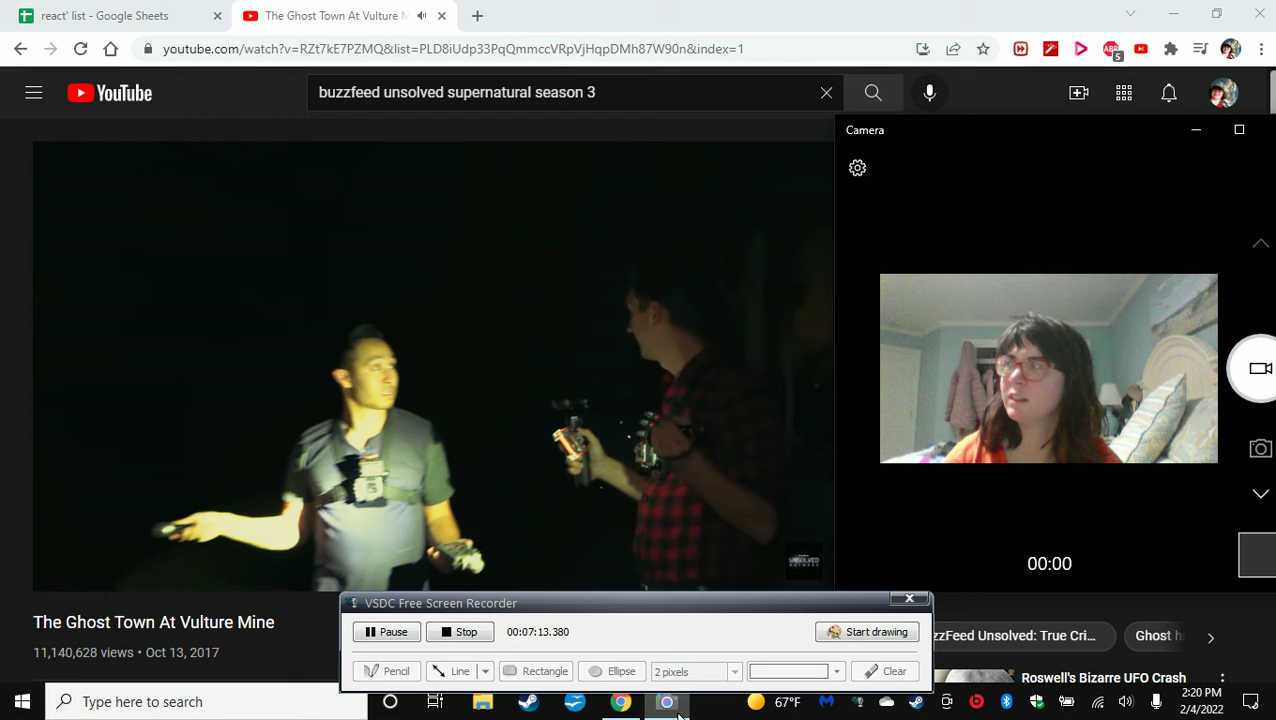 react' list - Google Sheets
The Ghost Town At Vulture M
youtube.com/watch?v=RZt7kE7PZMQ&list=PLD8iUdp33PqQmmccVRpVjHqpDMh87W90n&index=1
ABP
5
YouTube
buzzfeed unsolved supernatural season 3
Camera
UNSOLVED
NETWORK
00:00
The Ghost Town At Vulture Mine
11,140,628 views • Oct 13, 2017
VSDC Free Screen Recorder
Pause
Stop
00:07:13.380
Start drawing
Pencil
Line
Rectangle
Ellipse
2 pixels
Clear
zzFeed Unsolved: True Cri...
Ghost h
Roswell's Bizarre UFO Crash
Type here to search
67°F
2:20 PM
2/4/2022